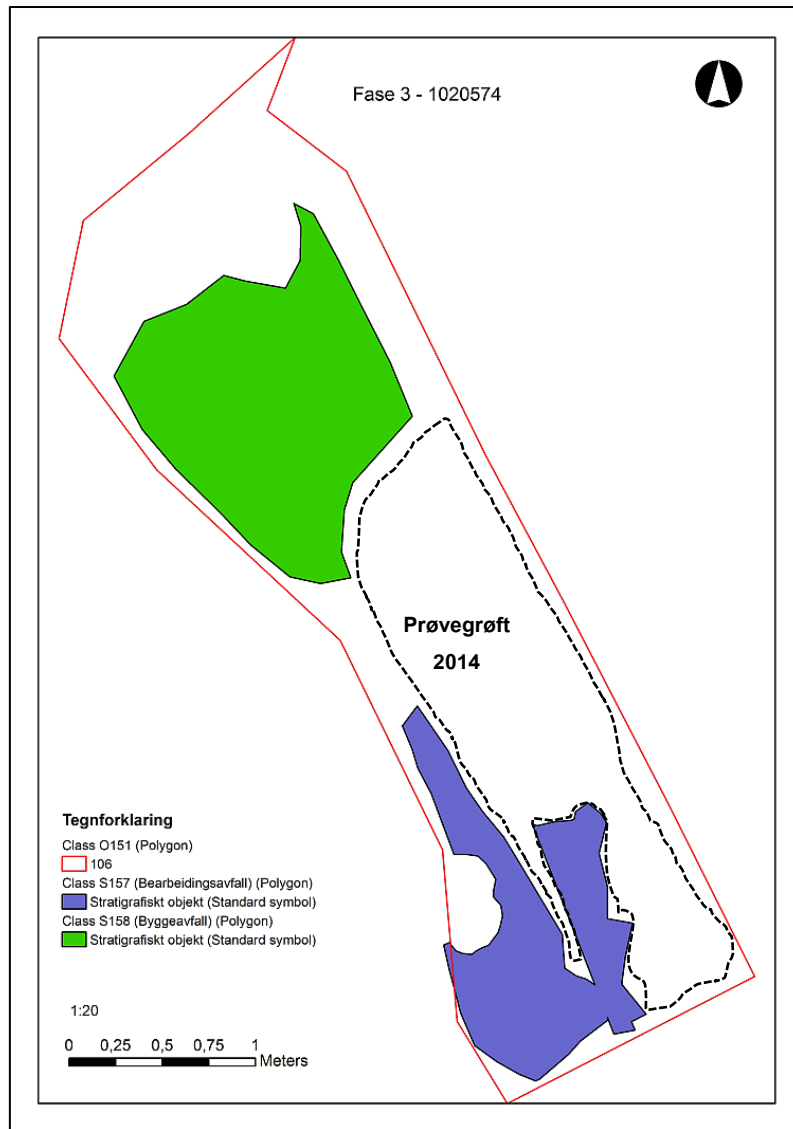 Fase 3 - 1020574
Prøvegrøft
2014
Tegnforklaring
Class O151 (Polygon)
106
Class S157 (Bearbeidingsavfall) (Polygon)
Stratigrafiskt objekt (Standard symbol)
Class S158 (Byggeavfall) (Polygon)
Stratigrafiskt objekt (Standard symbol)
1:20
0 0,25 0,5 0,75 1
Meters